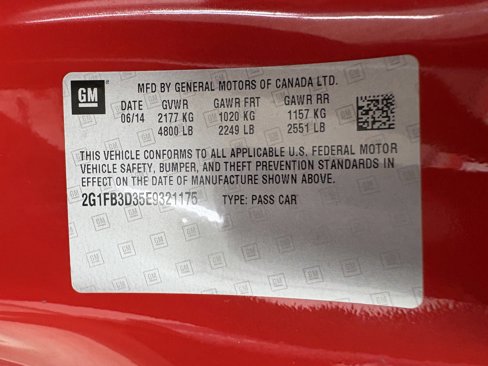 GM
MFD BY GENERAL MOTORS OF CANADA LTD.
DATE GVWR GAWR FRT GAWR RR
06/14 2177 KG 1020 KG 1157 KG
4800 LB 2249 LB 2551 LB
THIS VEHICLE CONFORMS TO ALL APPLICABLE U.S. FEDERAL MOTOR
VEHICLE SAFETY, BUMPER, AND THEFT PREVENTION STANDARDS IN
EFFECT ON THE DATE OF MANUFACTURE SHOWN ABOVE.
2G1FB3D35E9321175 TYPE: PASS CAR